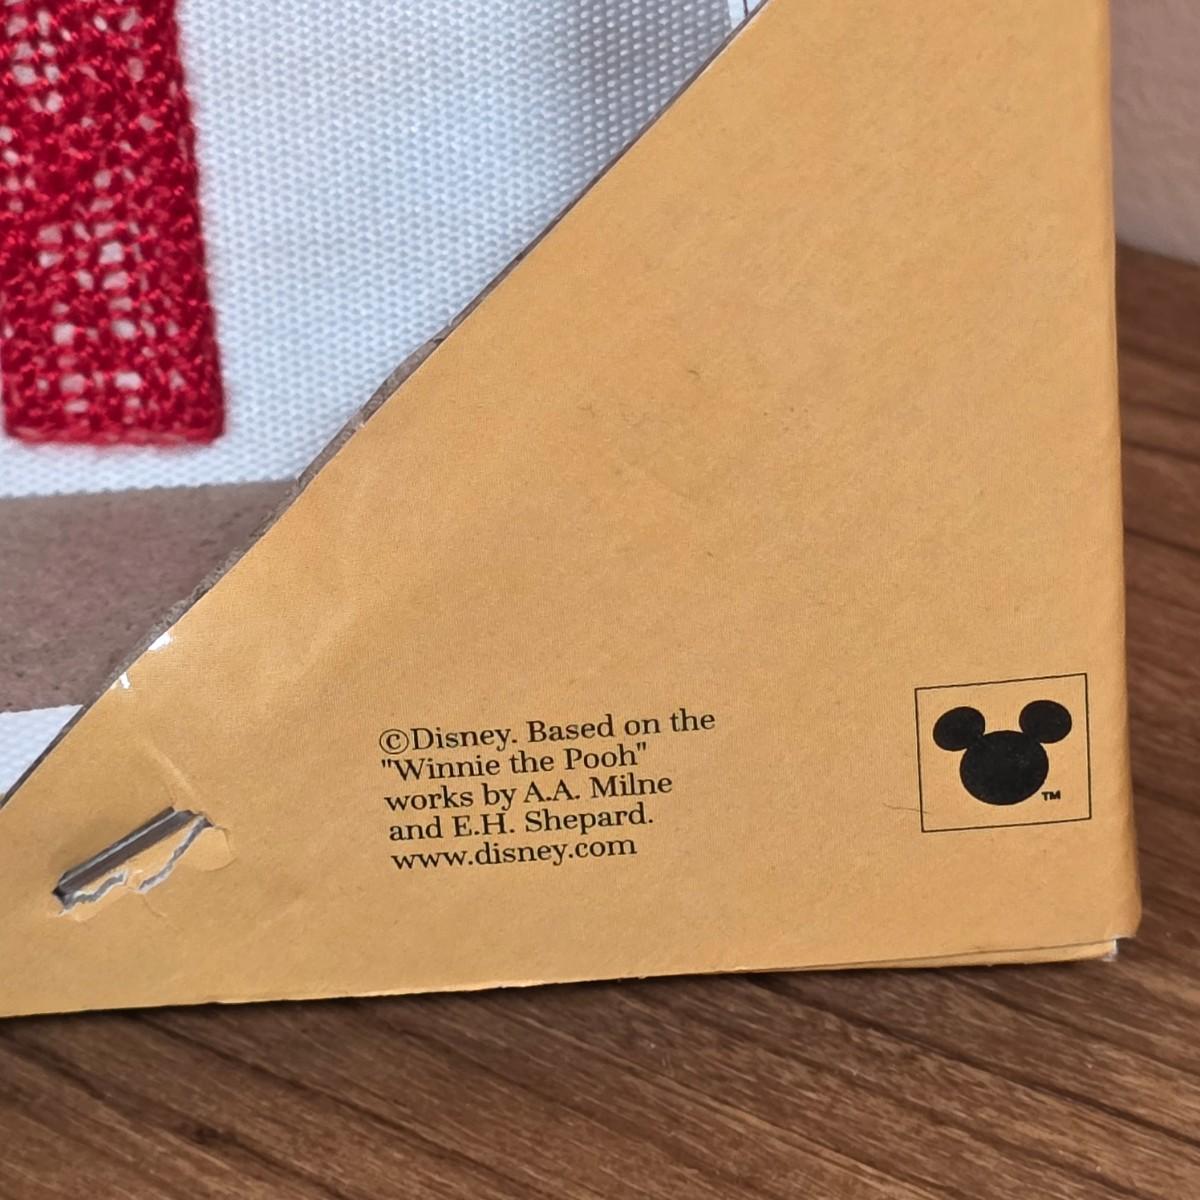 ©Disney. Based on the
"Winnie the Pooh"
works by A.A. Milne
and E.H. Shepard.
www.disney.com
TM